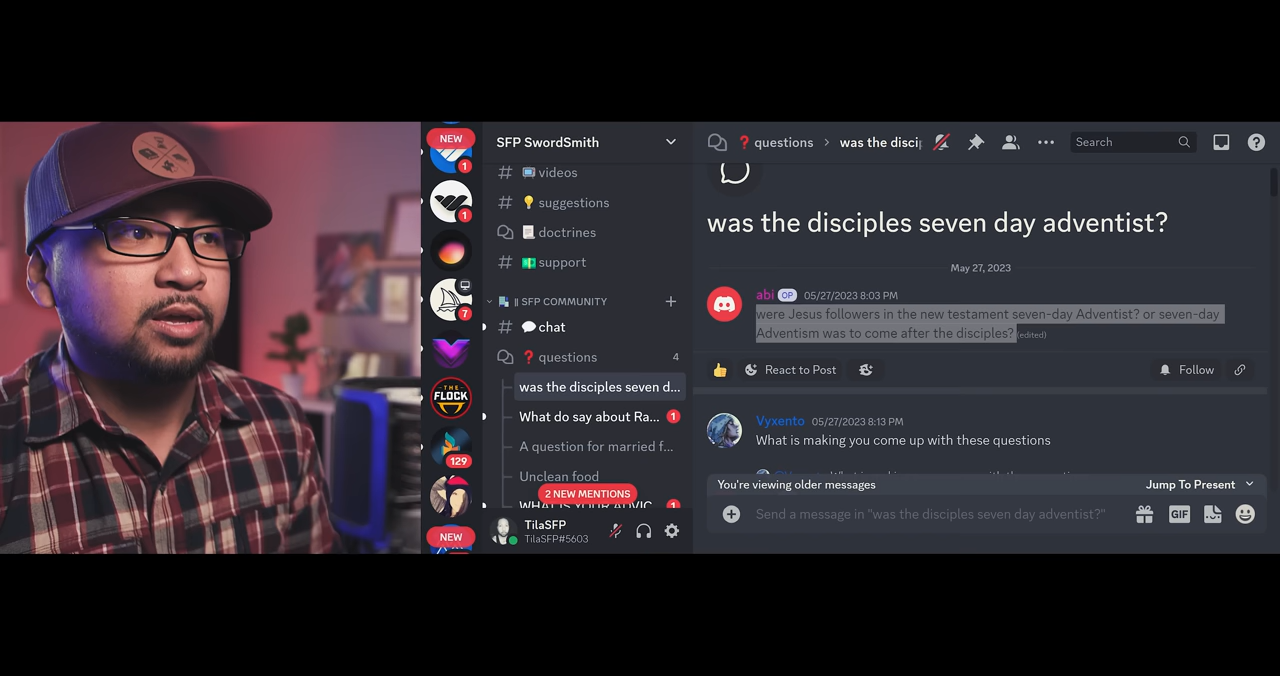 NEW
1
1
7
THE
FLOCK
129
NEW
SFP SwordSmith
videos
suggestions
doctrines
support
SFP COMMUNITY
chat
questions 4
was the disciples seven d...
What do say about Ra... 1
A question for married f...
Unclean food
2 NEW MENTIONS
TilaSFP
TilaSFP#5603
questions > was the disci
Search
was the disciples seven day adventist?
May 27, 2023
abi OP 05/27/2023 8:03 PM
were Jesus followers in the new testament seven-day Adventist? or seven-day
Adventism was to come after the disciples? (edited)
React to Post
Follow
Vyxento 05/27/2023 8:13 PM
What is making you come up with these questions
You're viewing older messages Jump To Present
Send a message in "was the disciples seven day adventist?"
GIF